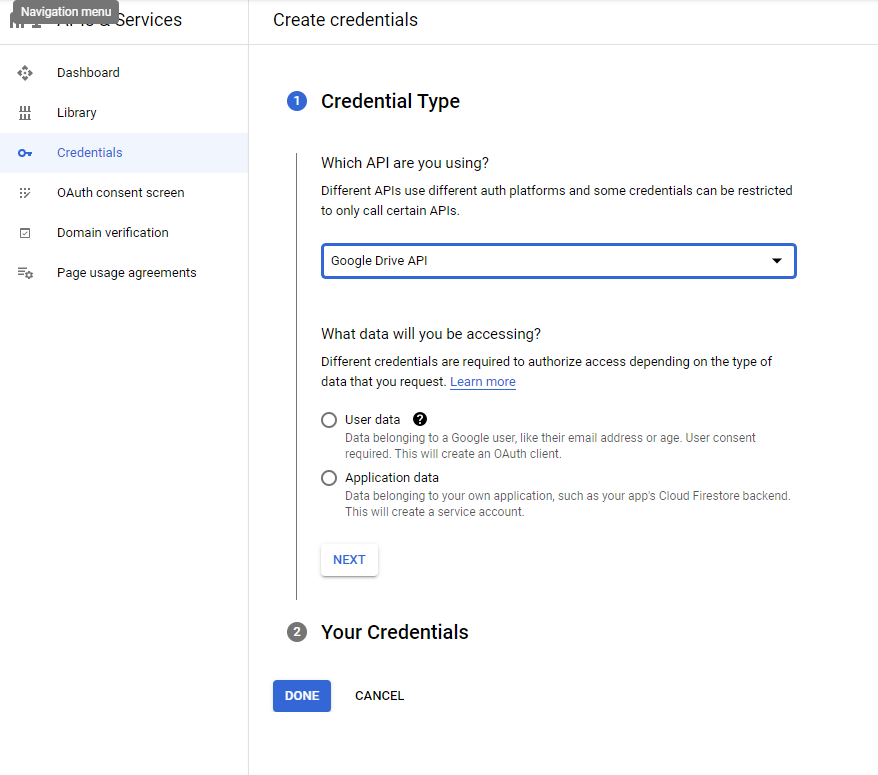 Navigation menu
APIs & Services
Create credentials
Dashboard
Library
Credentials
OAuth consent screen
Domain verification
Page usage agreements
1 Credential Type
Which API are you using?
Different APIs use different auth platforms and some credentials can be restricted
to only call certain APIs.
Google Drive API
What data will you be accessing?
Different credentials are required to authorize access depending on the type of
data that you request. Learn more
User data ?
Data belonging to a Google user, like their email address or age. User consent
required. This will create an OAuth client.
Application data
Data belonging to your own application, such as your app's Cloud Firestore backend.
This will create a service account.
NEXT
2 Your Credentials
DONE CANCEL